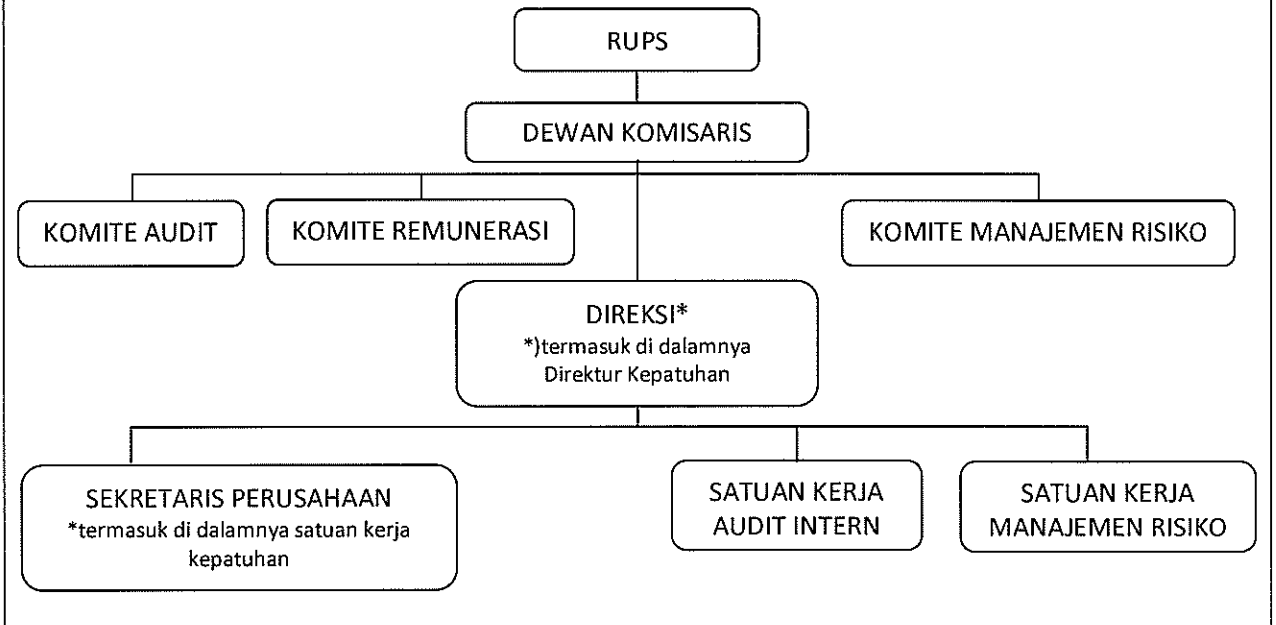 RUPS
DEWAN KOMISARIS
KOMITE AUDIT
KOMITE REMUNERASI
KOMITE MANAJEMEN RISIKO
DIREKSI*
*)termasuk di dalamnya
Direktur Kepatuhan
SEKRETARIS PERUSAHAAN
*termasuk di dalamnya satuan kerja
kepatuhan
SATUAN KERJA
AUDIT INTERN
SATUAN KERJA
MANAJEMEN RISIKO